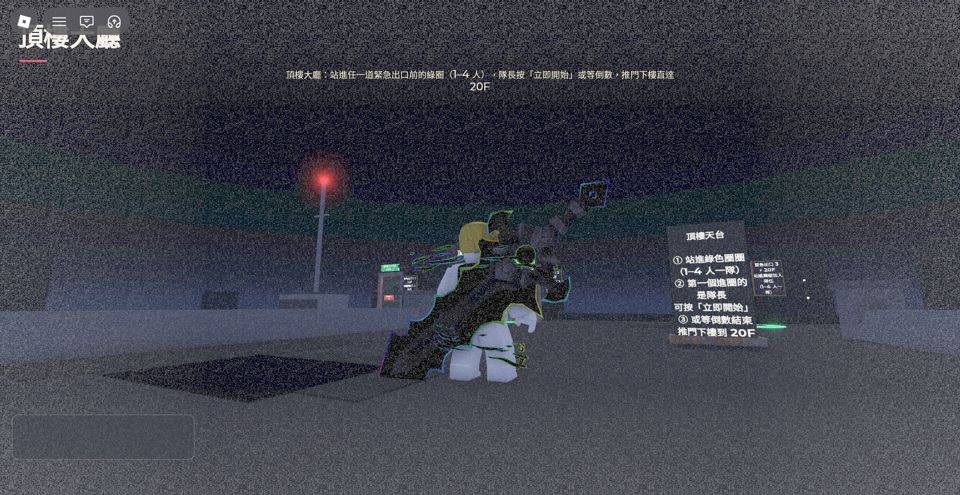 頂樓大廳
頂樓大廳：站進任一道緊急出口前的綠圈（1–4 人），隊長按「立即開始」或等倒數，推門下樓直達
20F
頂樓天台
① 站進綠色圈圈
（1–4 人一隊）
② 第一個進圈的
是隊長
可按「立即開始」
③ 或等倒數結束
推門下樓到 20F